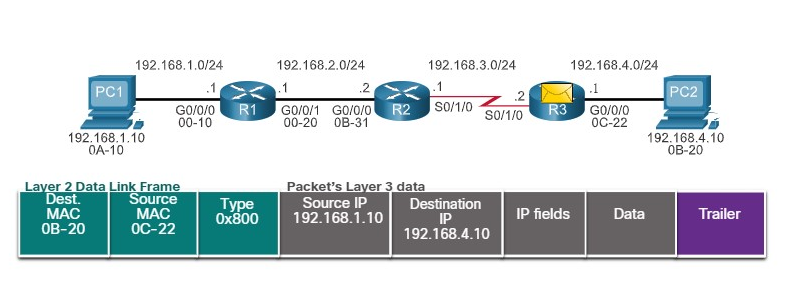 192.168.1.0/24 192.168.2.0/24 192.168.3.0/24 192.168.4.0/24
PC1 .1 .1 .2 .1 .2 .1 PC2
R1 R2 R3
G0/0/0 G0/0/1 G0/0/0 S0/1/0 S0/1/0 G0/0/0
00-10 00-20 0B-31 0C-22
192.168.1.10 192.168.4.10
0A-10 0B-20
Layer 2 Data Link Frame Packet's Layer 3 data
Dest.
MAC
0B-20
Source
MAC
0C-22
Type
0x800
Source IP
192.168.1.10
Destination
IP
192.168.4.10
IP fields
Data
Trailer